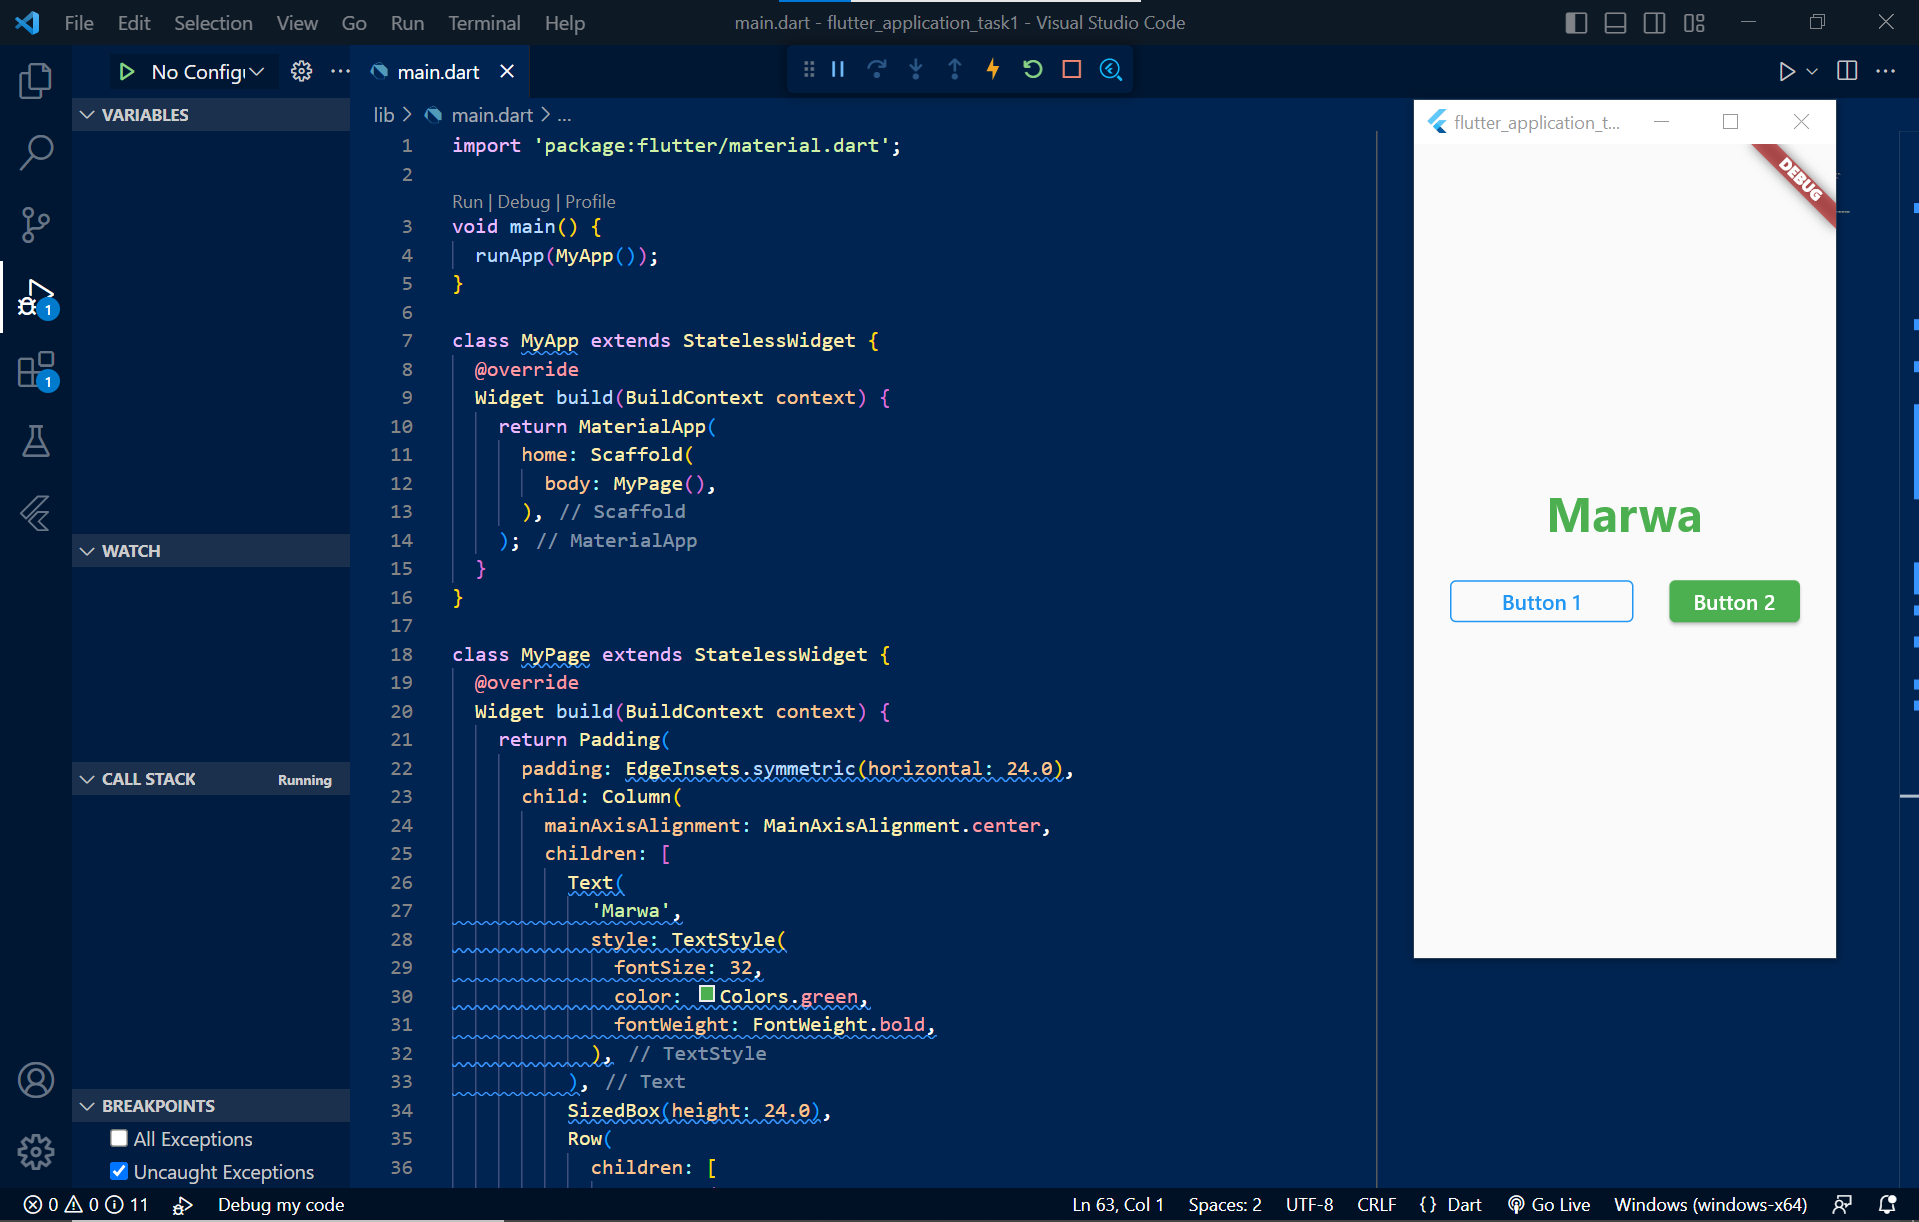 File Edit Selection View Go Run Terminal Help
main.dart - flutter_application_task1 - Visual Studio Code
No Config
main.dart
VARIABLES
WATCH
CALL STACK
Running
BREAKPOINTS
All Exceptions
Uncaught Exceptions
1
1
lib > main.dart > ...
1 import 'package:flutter/material.dart';
2
Run | Debug | Profile
3 void main() {
4 runApp(MyApp());
5 }
6
7 class MyApp extends StatelessWidget {
8 @override
9 Widget build(BuildContext context) {
10 return MaterialApp(
11 home: Scaffold(
12 body: MyPage(),
13 ), // Scaffold
14 ); // MaterialApp
15 }
16 }
17
18 class MyPage extends StatelessWidget {
19 @override
20 Widget build(BuildContext context) {
21 return Padding(
22 padding: EdgeInsets.symmetric(horizontal: 24.0),
23 child: Column(
24 mainAxisAlignment: MainAxisAlignment.center,
25 children: [
26 Text(
27 'Marwa',
28 style: TextStyle(
29 fontSize: 32,
30 color: Colors.green,
31 fontWeight: FontWeight.bold,
32 ), // TextStyle
33 ), // Text
34 SizedBox(height: 24.0),
35 Row(
36 children: [
flutter_application_t...
DEBUG
Marwa
Button 1
Button 2
0 0 11 Debug my code
Ln 63, Col 1 Spaces: 2 UTF-8 CRLF {} Dart Go Live Windows (windows-x64)